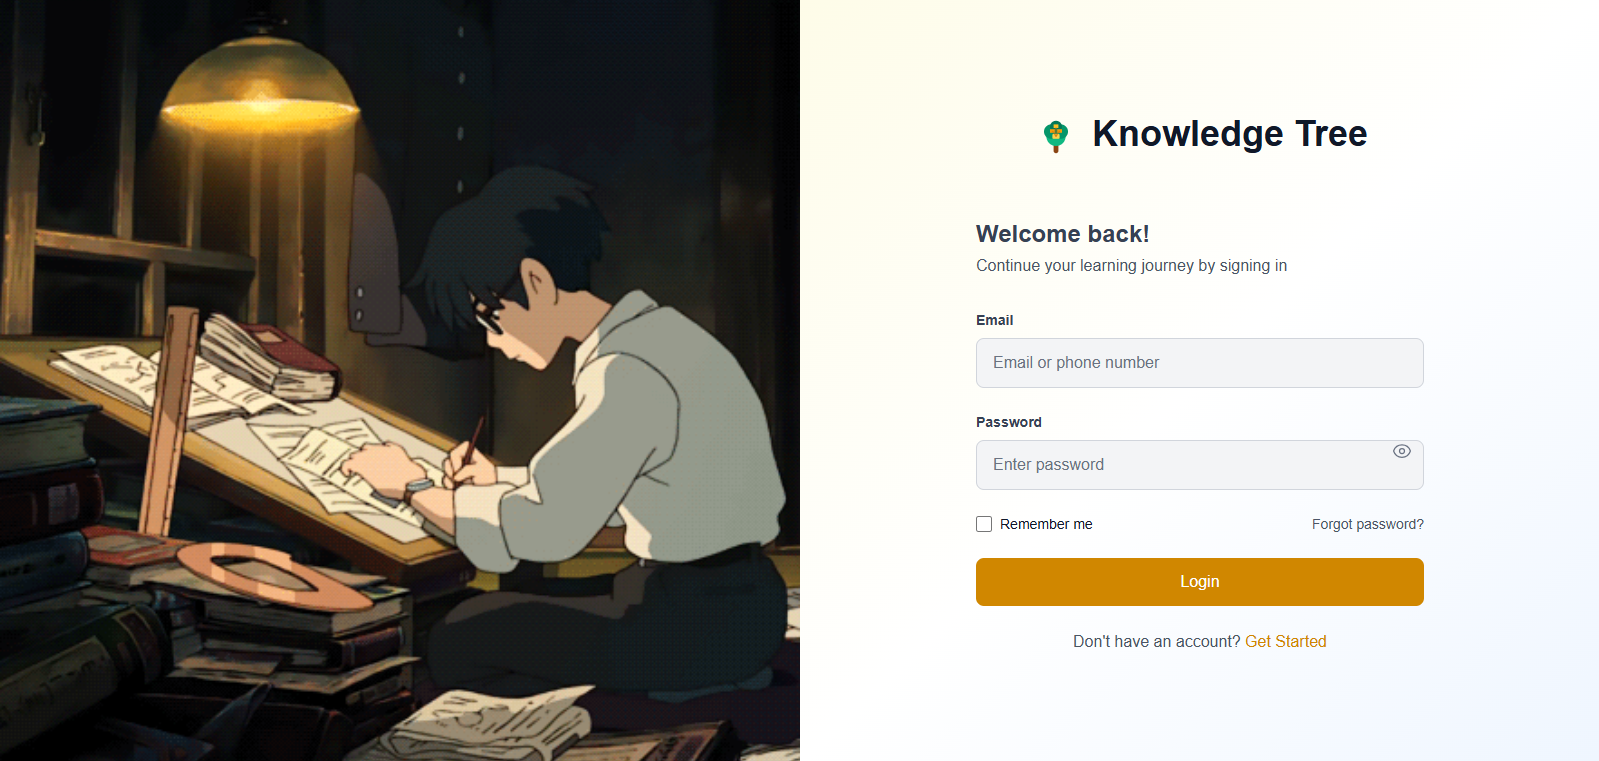 Knowledge Tree
Welcome back!
Continue your learning journey by signing in
Email
Email or phone number
Password
Enter password
Remember me
Forgot password?
Login
Don't have an account? Get Started